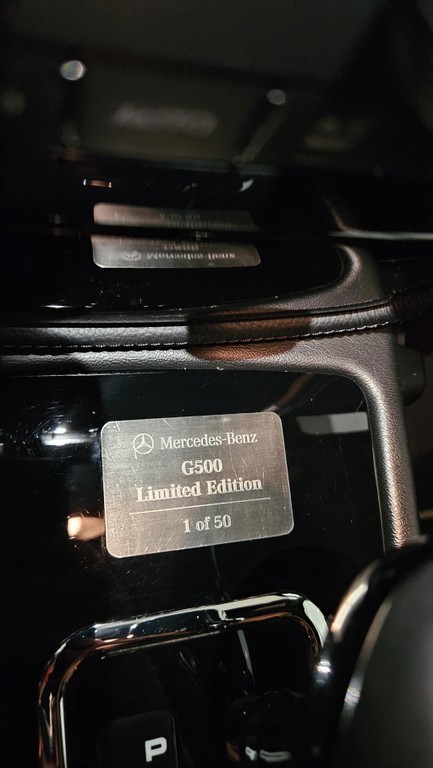 Mercedes-Benz
G500
Limited Edition
1 of 50
P